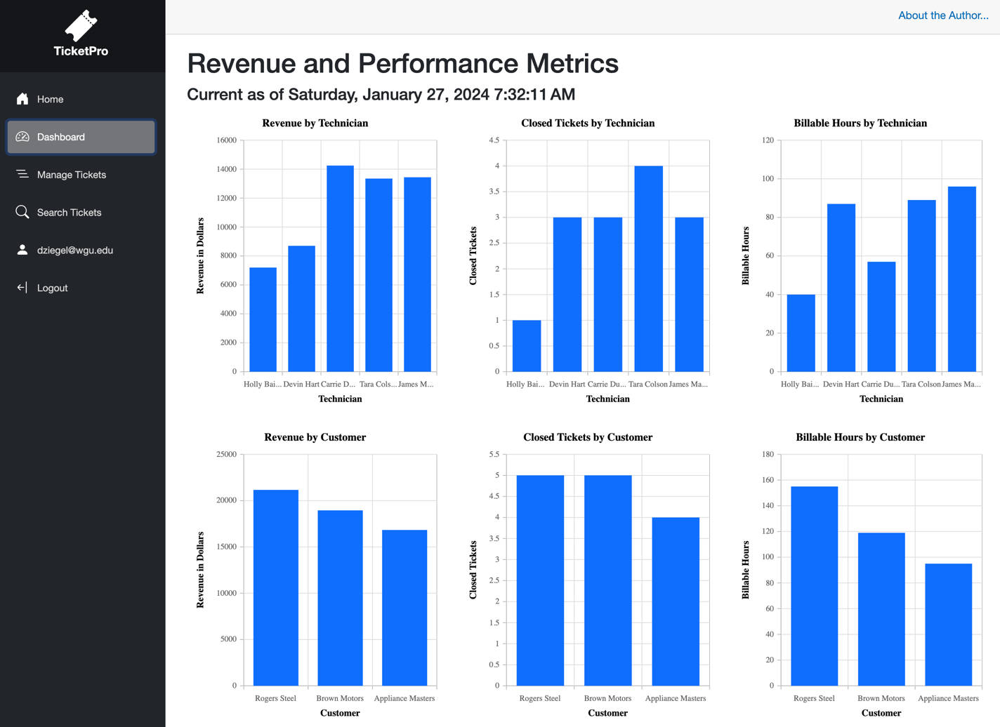 TicketPro
Home
Dashboard
Manage Tickets
Search Tickets
dziegel@wgu.edu
Logout
About the Author...
Revenue and Performance Metrics
Current as of Saturday, January 27, 2024 7:32:11 AM
Revenue by Technician
16000
14000
12000
10000
8000
6000
4000
2000
0
Revenue in Dollars
Holly Bai... Devin Hart Carrie D... Tara Cols... James M...
Technician
Closed Tickets by Technician
4.5
4
3.5
3
2.5
2
1.5
1
0.5
0
Closed Tickets
Holly Bai... Devin Hart Carrie Du... Tara Colson James Ma...
Technician
Billable Hours by Technician
120
100
80
60
40
20
0
Billable Hours
Holly Bai... Devin Hart Carrie Du... Tara Colson James Ma...
Technician
Revenue by Customer
25000
20000
15000
10000
5000
0
Revenue in Dollars
Rogers Steel Brown Motors Appliance Masters
Customer
Closed Tickets by Customer
5.5
5
4.5
4
3.5
3
2.5
2
1.5
1
0.5
0
Closed Tickets
Rogers Steel Brown Motors Appliance Masters
Customer
Billable Hours by Customer
180
160
140
120
100
80
60
40
20
0
Billable Hours
Rogers Steel Brown Motors Appliance Masters
Customer